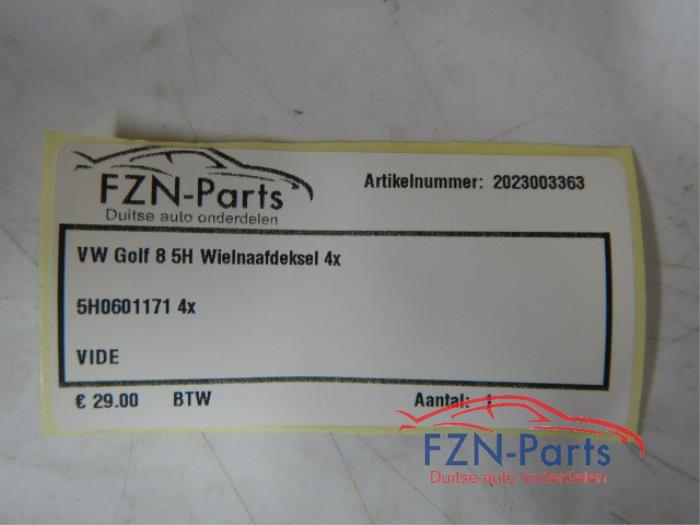 FZN-Parts
Duitse auto onderdelen
Artikelnummer: 2023003363
VW Golf 8 5H Wielnaafdeksel 4x
5H0601171 4x
VIDE
€ 29.00 BTW Aantal: 1
FZN-Parts
Duitse auto onderdelen